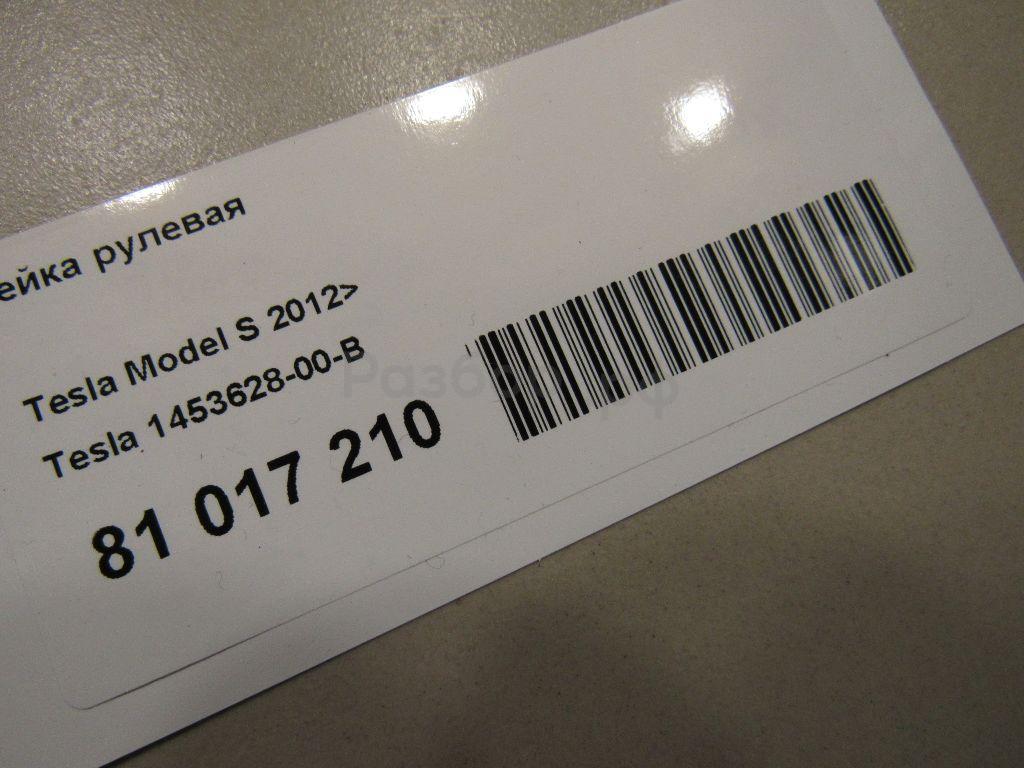 ейка рулевая
Tesla Model S 2012>
Tesla 1453628-00-B
81 017 210